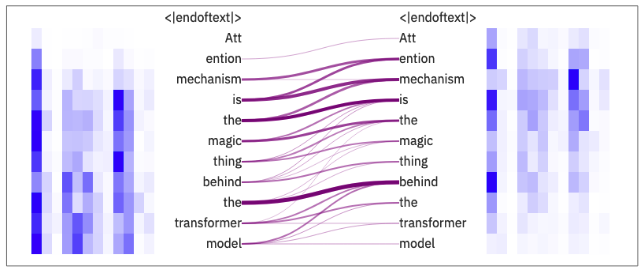 <|endoftext|> <|endoftext|>
Att Att
ention ention
mechanism mechanism
is is
the the
magic magic
thing thing
behind behind
the the
transformer transformer
model model